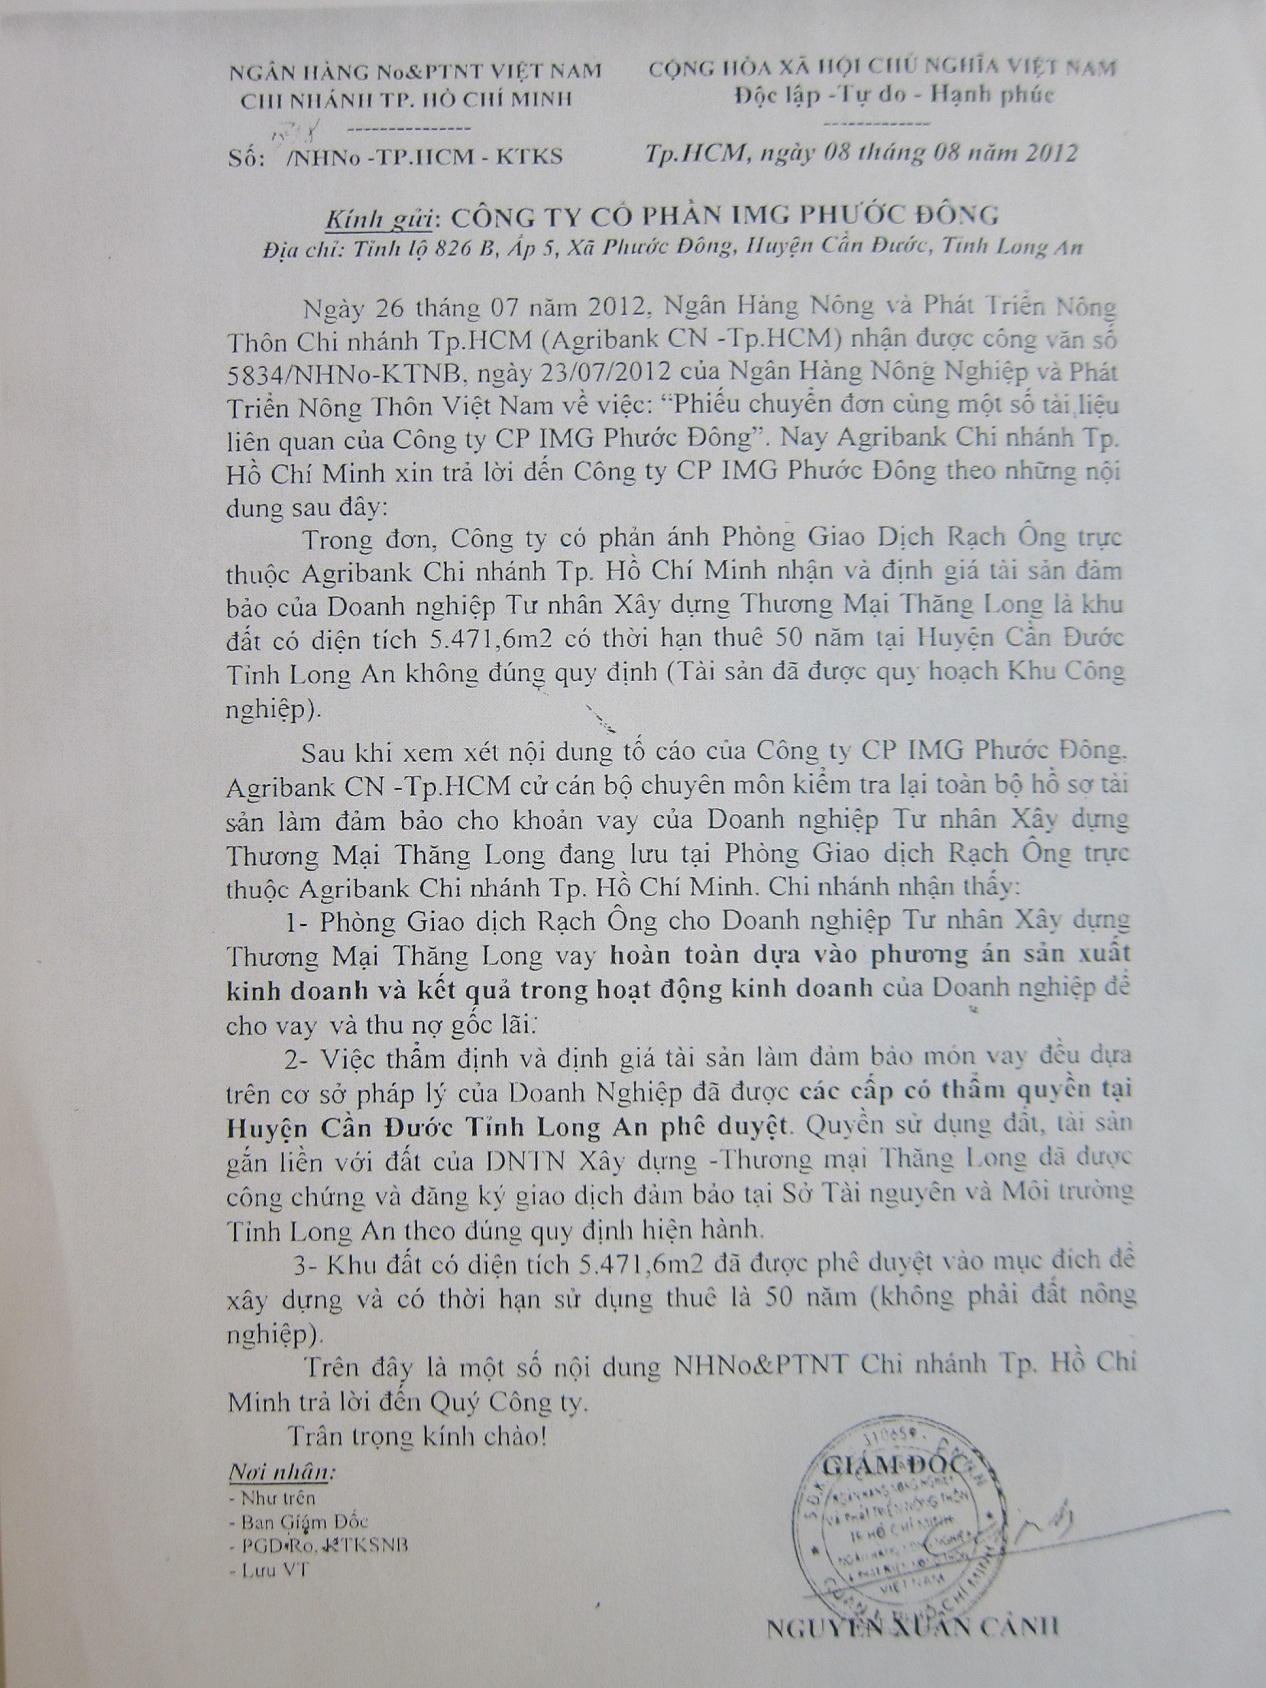 NGÂN HÀNG No&PTNT VIỆT NAM
CHI NHÁNH TP. HỒ CHÍ MINH
---------------
Số: /NHNo -TP.HCM - KTKS
CỘNG HÒA XÃ HỘI CHỦ NGHĨA VIỆT NAM
Độc lập -Tự do - Hạnh phúc
-------------
Tp.HCM, ngày 08 tháng 08 năm 2012
Kính gửi: CÔNG TY CỔ PHẦN IMG PHƯỚC ĐÔNG
Địa chỉ: Tỉnh lộ 826 B, Ấp 5, Xã Phước Đông, Huyện Cần Đước, Tỉnh Long An
Ngày 26 tháng 07 năm 2012, Ngân Hàng Nông và Phát Triển Nông
Thôn Chi nhánh Tp.HCM (Agribank CN -Tp.HCM) nhận được công văn số
5834/NHNo-KTNB, ngày 23/07/2012 của Ngân Hàng Nông Nghiệp và Phát
Triển Nông Thôn Việt Nam về việc: “Phiếu chuyển đơn cùng một số tài liệu
liên quan của Công ty CP IMG Phước Đông”. Nay Agribank Chi nhánh Tp.
Hồ Chí Minh xin trả lời đến Công ty CP IMG Phước Đông theo những nội
dung sau đây:
Trong đơn, Công ty có phản ánh Phòng Giao Dịch Rạch Ông trực
thuộc Agribank Chi nhánh Tp. Hồ Chí Minh nhận và định giá tài sản đảm
bảo của Doanh nghiệp Tư nhân Xây dựng Thương Mại Thăng Long là khu
đất có diện tích 5.471,6m2 có thời hạn thuê 50 năm tại Huyện Cần Đước
Tỉnh Long An không đúng quy định (Tài sản đã được quy hoạch Khu Công
nghiệp).
Sau khi xem xét nội dung tố cáo của Công ty CP IMG Phước Đông,
Agribank CN -Tp.HCM cử cán bộ chuyên môn kiểm tra lại toàn bộ hồ sơ tài
sản làm đảm bảo cho khoản vay của Doanh nghiệp Tư nhân Xây dựng
Thương Mại Thăng Long đang lưu tại Phòng Giao dịch Rạch Ông trực
thuộc Agribank Chi nhánh Tp. Hồ Chí Minh. Chi nhánh nhận thấy:
1- Phòng Giao dịch Rạch Ông cho Doanh nghiệp Tư nhân Xây dựng
Thương Mại Thăng Long vay hoàn toàn dựa vào phương án sản xuất
kinh doanh và kết quả trong hoạt động kinh doanh của Doanh nghiệp để
cho vay và thu nợ gốc lãi.
2- Việc thẩm định và định giá tài sản làm đảm bảo món vay đều dựa
trên cơ sở pháp lý của Doanh Nghiệp đã được các cấp có thẩm quyền tại
Huyện Cần Đước Tỉnh Long An phê duyệt. Quyền sử dụng đất, tài sản
gắn liền với đất của DNTN Xây dựng -Thương mại Thăng Long đã được
công chứng và đăng ký giao dịch đảm bảo tại Sở Tài nguyên và Môi trường
Tỉnh Long An theo đúng quy định hiện hành.
3- Khu đất có diện tích 5.471,6m2 đã được phê duyệt vào mục đích để
xây dựng và có thời hạn sử dụng thuê là 50 năm (không phải đất nông
nghiệp).
Trên đây là một số nội dung NHNo&PTNT Chi nhánh Tp. Hồ Chí
Minh trả lời đến Quý Công ty.
Trân trọng kính chào!
Nơi nhận:
- Như trên
- Ban Giám Đốc
- PGD Ro, KTKSNB
- Lưu VT
GIÁM ĐỐC
NGÂN HÀNG NÔNG NGHIỆP
VÀ PHÁT TRIỂN NÔNG THÔN
TP HỒ CHÍ MINH
VIỆT NAM
NGUYỄN XUÂN CẢNH